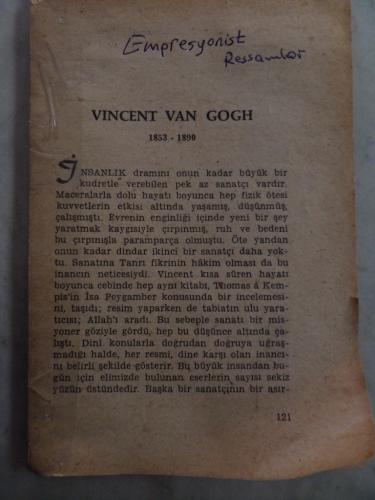 Empresyonist
Ressamlar
VINCENT VAN GOGH
1853 - 1890
İNSANLIK dramını onun kadar büyük bir
kudretle verebilen pek az sanatçı vardır.
Maceralarla dolu hayatı boyunca hep fizik ötesi
kuvvetlerin etkisi altında yaşamış, düşünmüş,
çalışmıştı. Evrenin enginliği içinde yeni bir şey
yaratmak kaygısiyle çırpınmış, ruh ve bedeni
bu çırpınışla paramparça olmuştu. Öte yandan
onun kadar dindar ikinci bir sanatçı daha yok-
tu. Sanatına Tanrı fikrinin hâkim olması da bu
inancın neticesiydi. Vincent kısa süren hayatı
boyunca cebinde hep aynı kitabı, Thomas â Kem-
pis'in İsa Peygamber konusunda bir incelemesi-
ni, taşıdı; resim yaparken de tabiatın ulu yara-
tıcısı; Allah'ı aradı. Bu sebeple sanatı bir mis-
yoner göziyle gördü, hep bu düşünce altında ça-
lıştı. Dinî konularla doğrudan doğruya uğraş-
madığı halde, her resmi, dine karşı olan inancı-
nı belirli şekilde gösterir. Bu büyük insandan bu-
gün için elimizde bulunan eserlerin sayısı sekiz
yüzün üstündedir. Başka bir sanatçının bir asır-
121